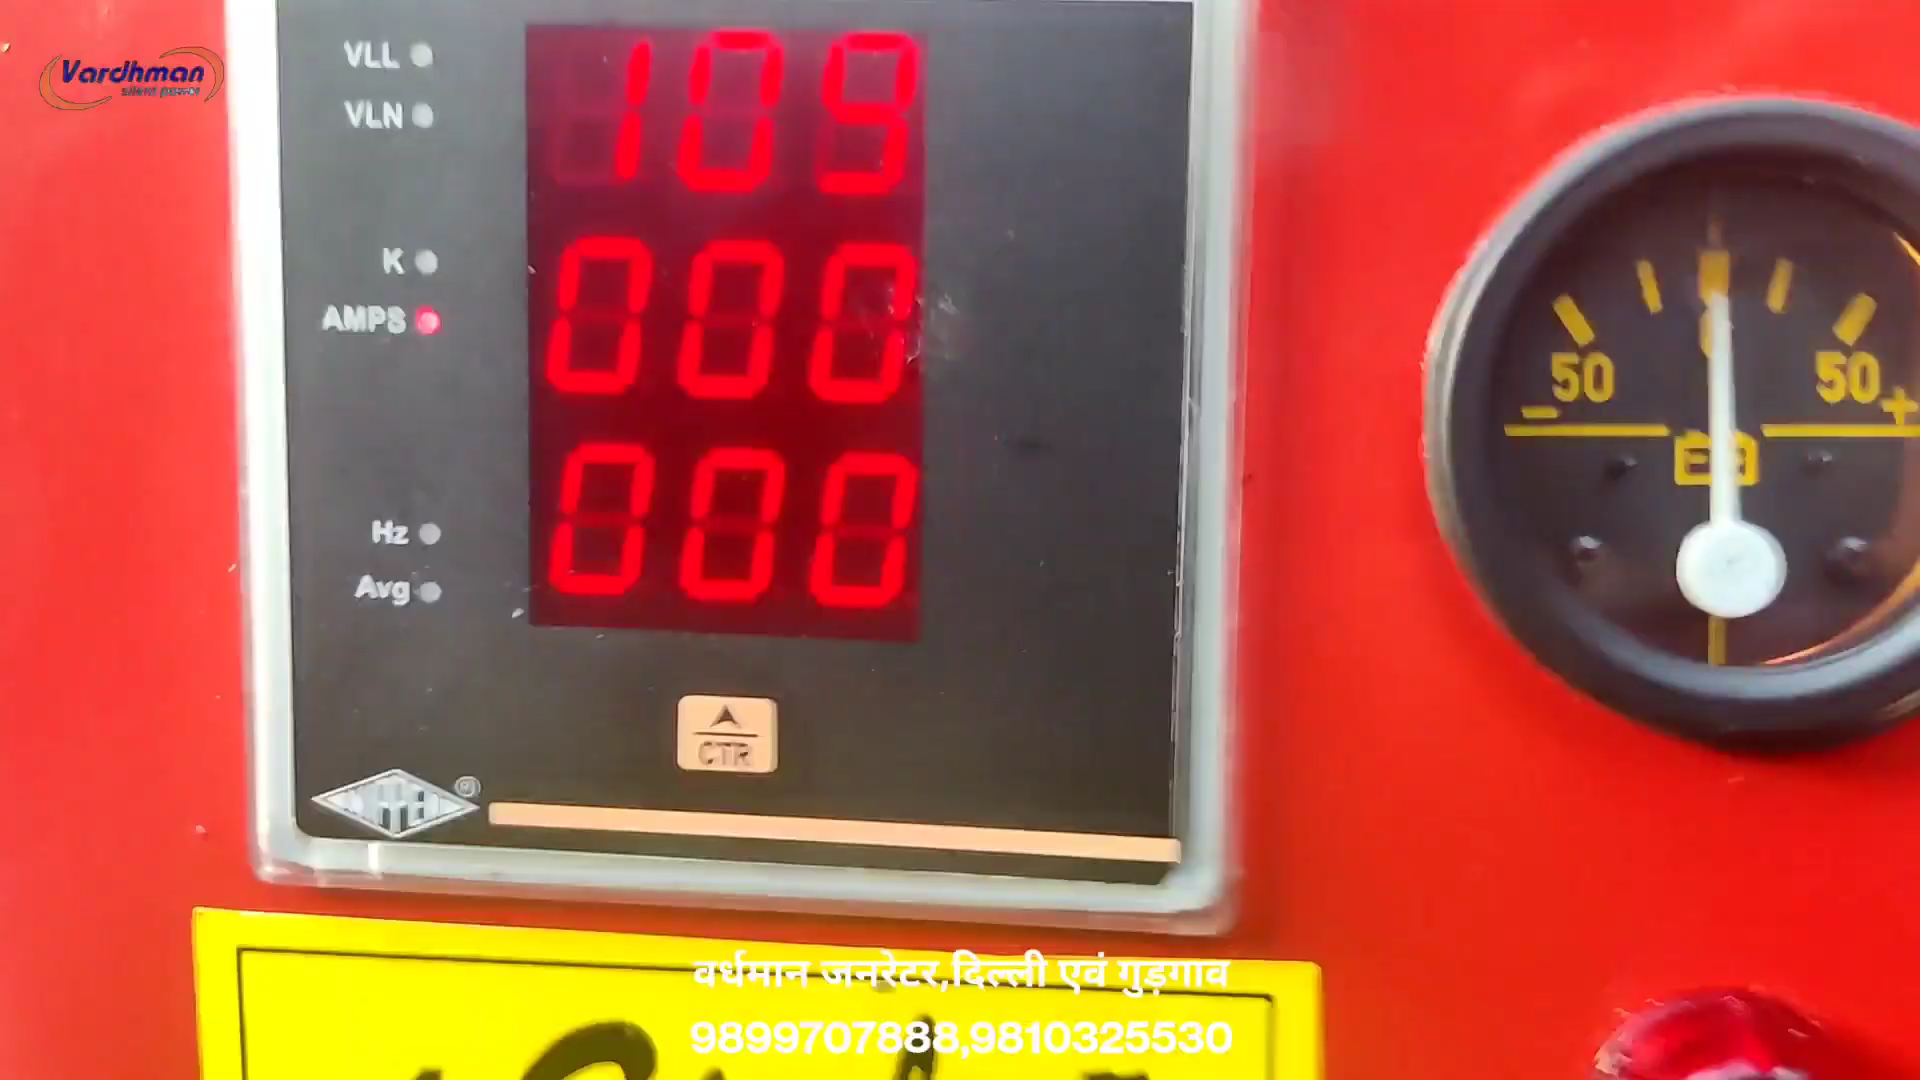 Vardhman
silent power
VLL
VLN
109
K
AMPS
000
Hz
Avg
000
CTR
50
50
-
+
वर्धमान जनरेटर,दिल्ली एवं गुड़गाव
9899707888,9810325530